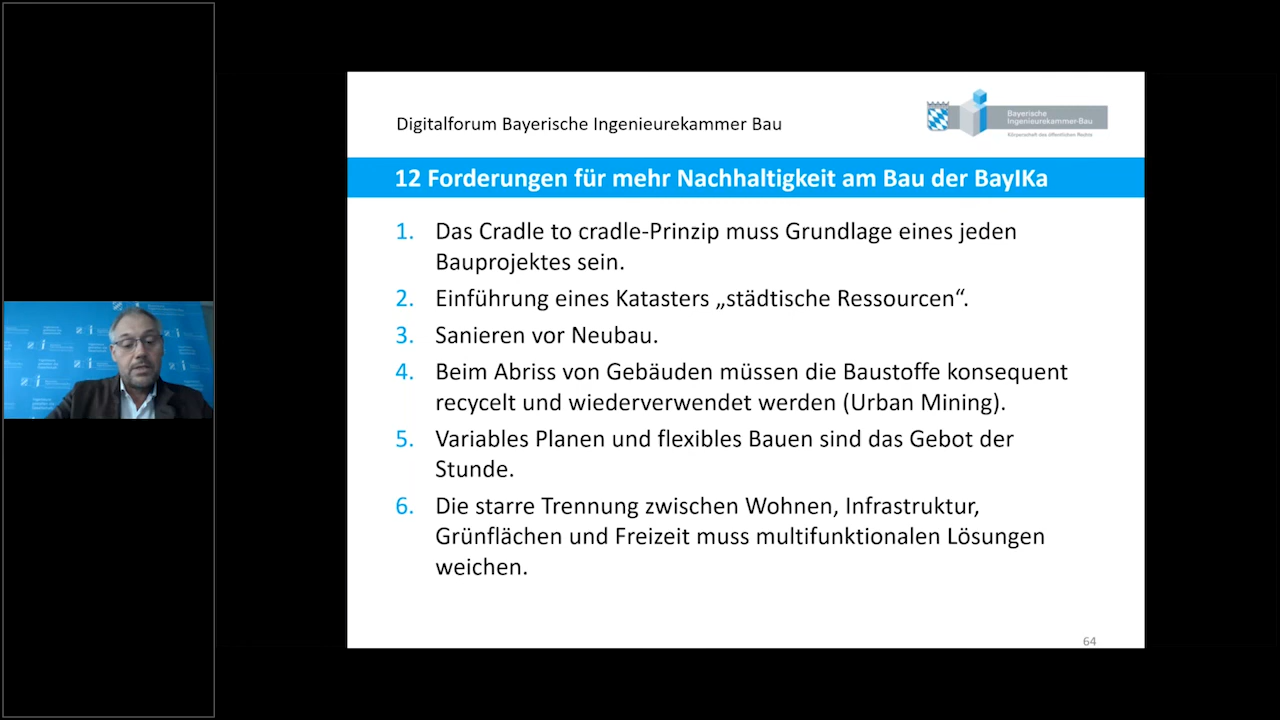 Digitalforum Bayerische Ingenieurekammer Bau
Bayerische
Ingenieurekammer-Bau
Körperschaft des öffentlichen Rechts
12 Forderungen für mehr Nachhaltigkeit am Bau der BayIKa
1. Das Cradle to cradle-Prinzip muss Grundlage eines jeden
Bauprojektes sein.
2. Einführung eines Katasters „städtische Ressourcen“.
3. Sanieren vor Neubau.
4. Beim Abriss von Gebäuden müssen die Baustoffe konsequent
recycelt und wiederverwendet werden (Urban Mining).
5. Variables Planen und flexibles Bauen sind das Gebot der
Stunde.
6. Die starre Trennung zwischen Wohnen, Infrastruktur,
Grünflächen und Freizeit muss multifunktionalen Lösungen
weichen.
64